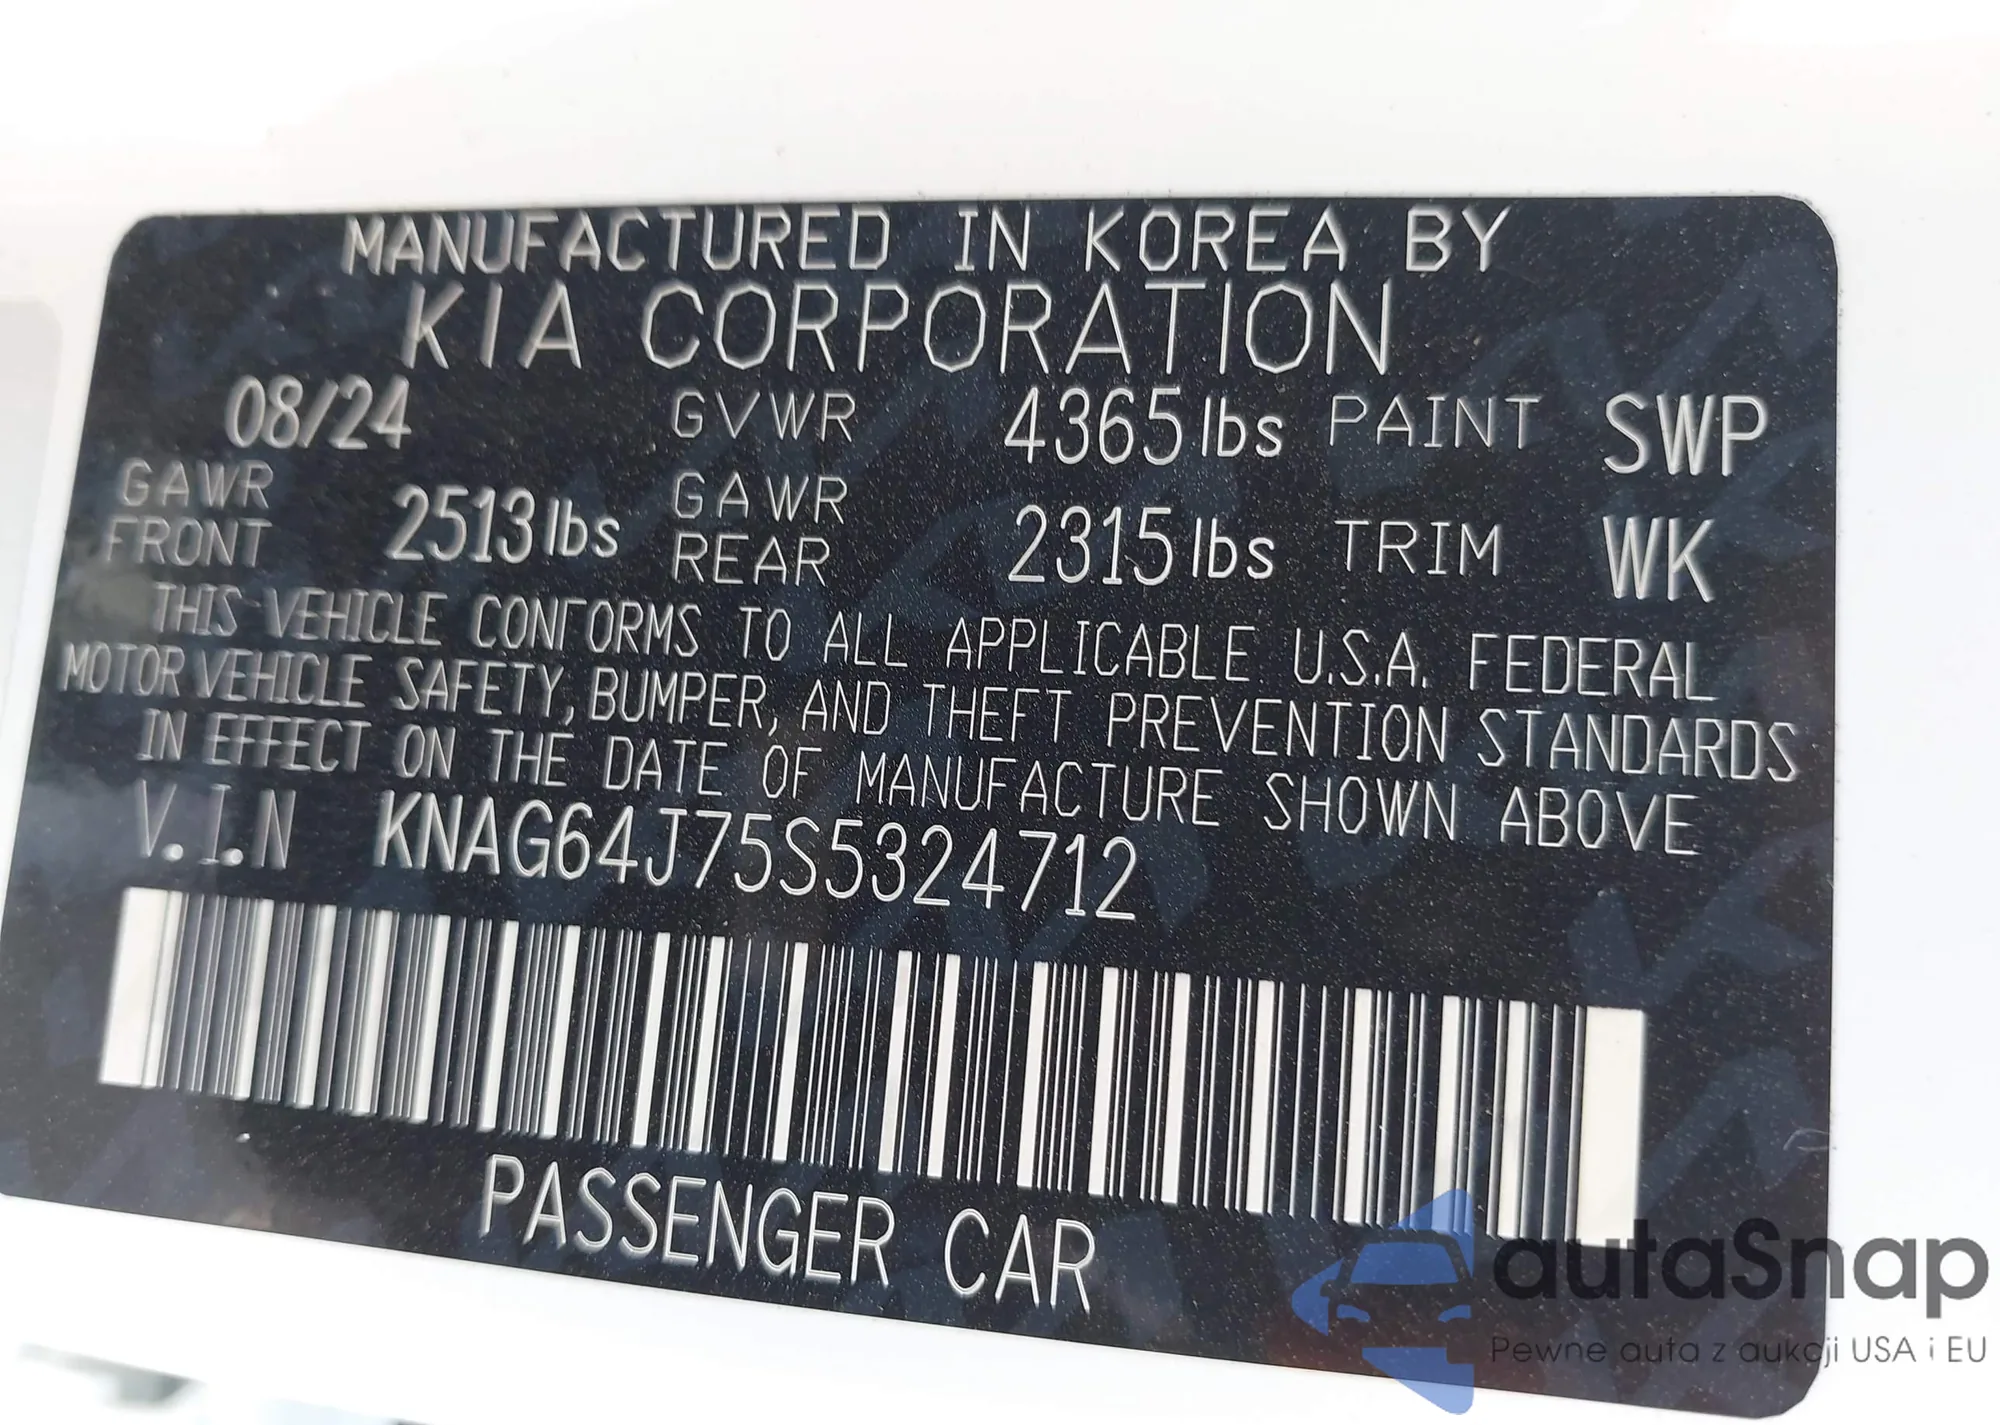 MANUFACTURED IN KOREA BY
KIA CORPORATION
08/24 GVWR 4365 lbs PAINT SWP
GAWR FRONT 2513 lbs GAWR REAR 2315 lbs TRIM WK
THIS VEHICLE CONFORMS TO ALL APPLICABLE U.S.A. FEDERAL
MOTOR VEHICLE SAFETY, BUMPER, AND THEFT PREVENTION STANDARDS
IN EFFECT ON THE DATE OF MANUFACTURE SHOWN ABOVE
V.I.N KNAG64J75S5324712
PASSENGER CAR
autaSnap
Pewne auta z aukcji USA i EU